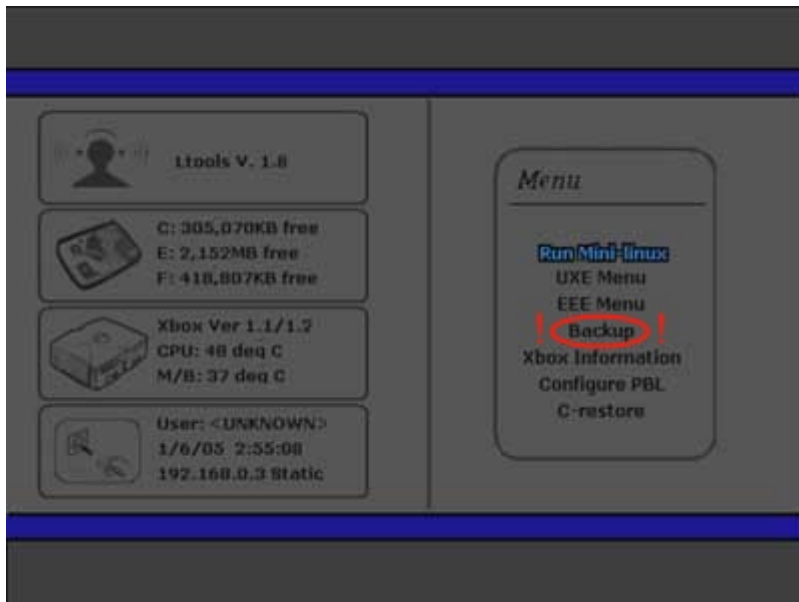 Ltools V. 1.8
C: 305,070KB free
E: 2,152MB free
F: 418,807KB free
Xbox Ver 1.1/1.2
CPU: 48 deg C
M/B: 37 deg C
User: <UNKNOWN>
1/6/05 2:55:08
192.168.0.3 Static
Menu
Run Mini-linux
UXE Menu
EEE Menu
! Backup !
Xbox Information
Configure PBL
C-restore